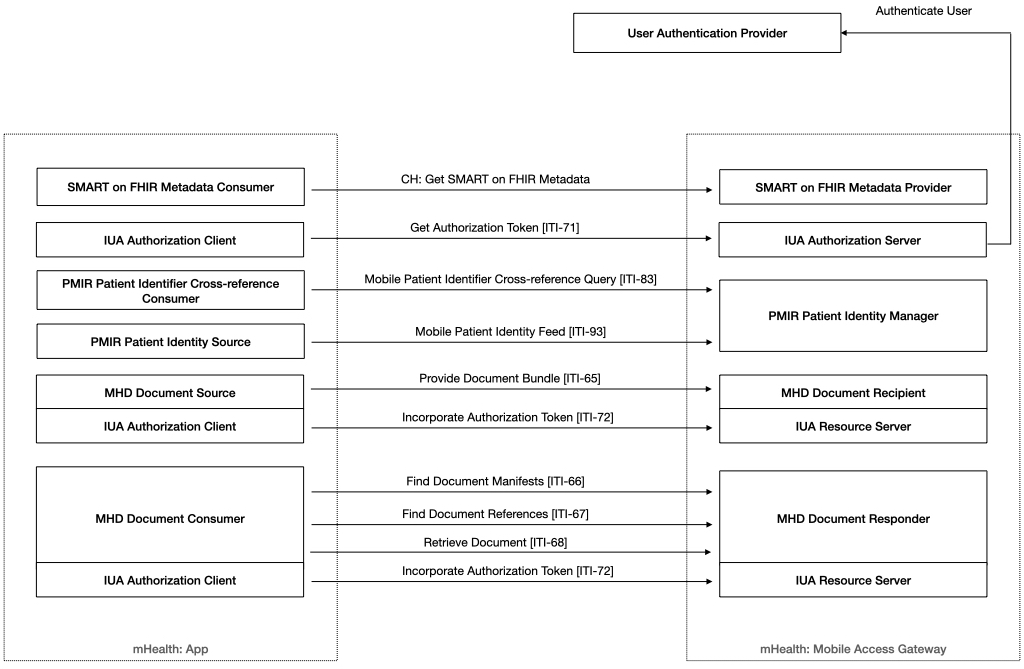 Authenticate User
User Authentication Provider
SMART on FHIR Metadata Consumer
CH: Get SMART on FHIR Metadata
SMART on FHIR Metadata Provider
IUA Authorization Client
Get Authorization Token [ITI-71]
IUA Authorization Server
PMIR Patient Identifier Cross-reference
Consumer
Mobile Patient Identifier Cross-reference Query [ITI-83]
PMIR Patient Identity Manager
PMIR Patient Identity Source
Mobile Patient Identity Feed [ITI-93]
MHD Document Source
Provide Document Bundle [ITI-65]
MHD Document Recipient
IUA Authorization Client
Incorporate Authorization Token [ITI-72]
IUA Resource Server
Find Document Manifests [ITI-66]
MHD Document Consumer
Find Document References [ITI-67]
MHD Document Responder
Retrieve Document [ITI-68]
IUA Authorization Client
Incorporate Authorization Token [ITI-72]
IUA Resource Server
mHealth: App
mHealth: Mobile Access Gateway